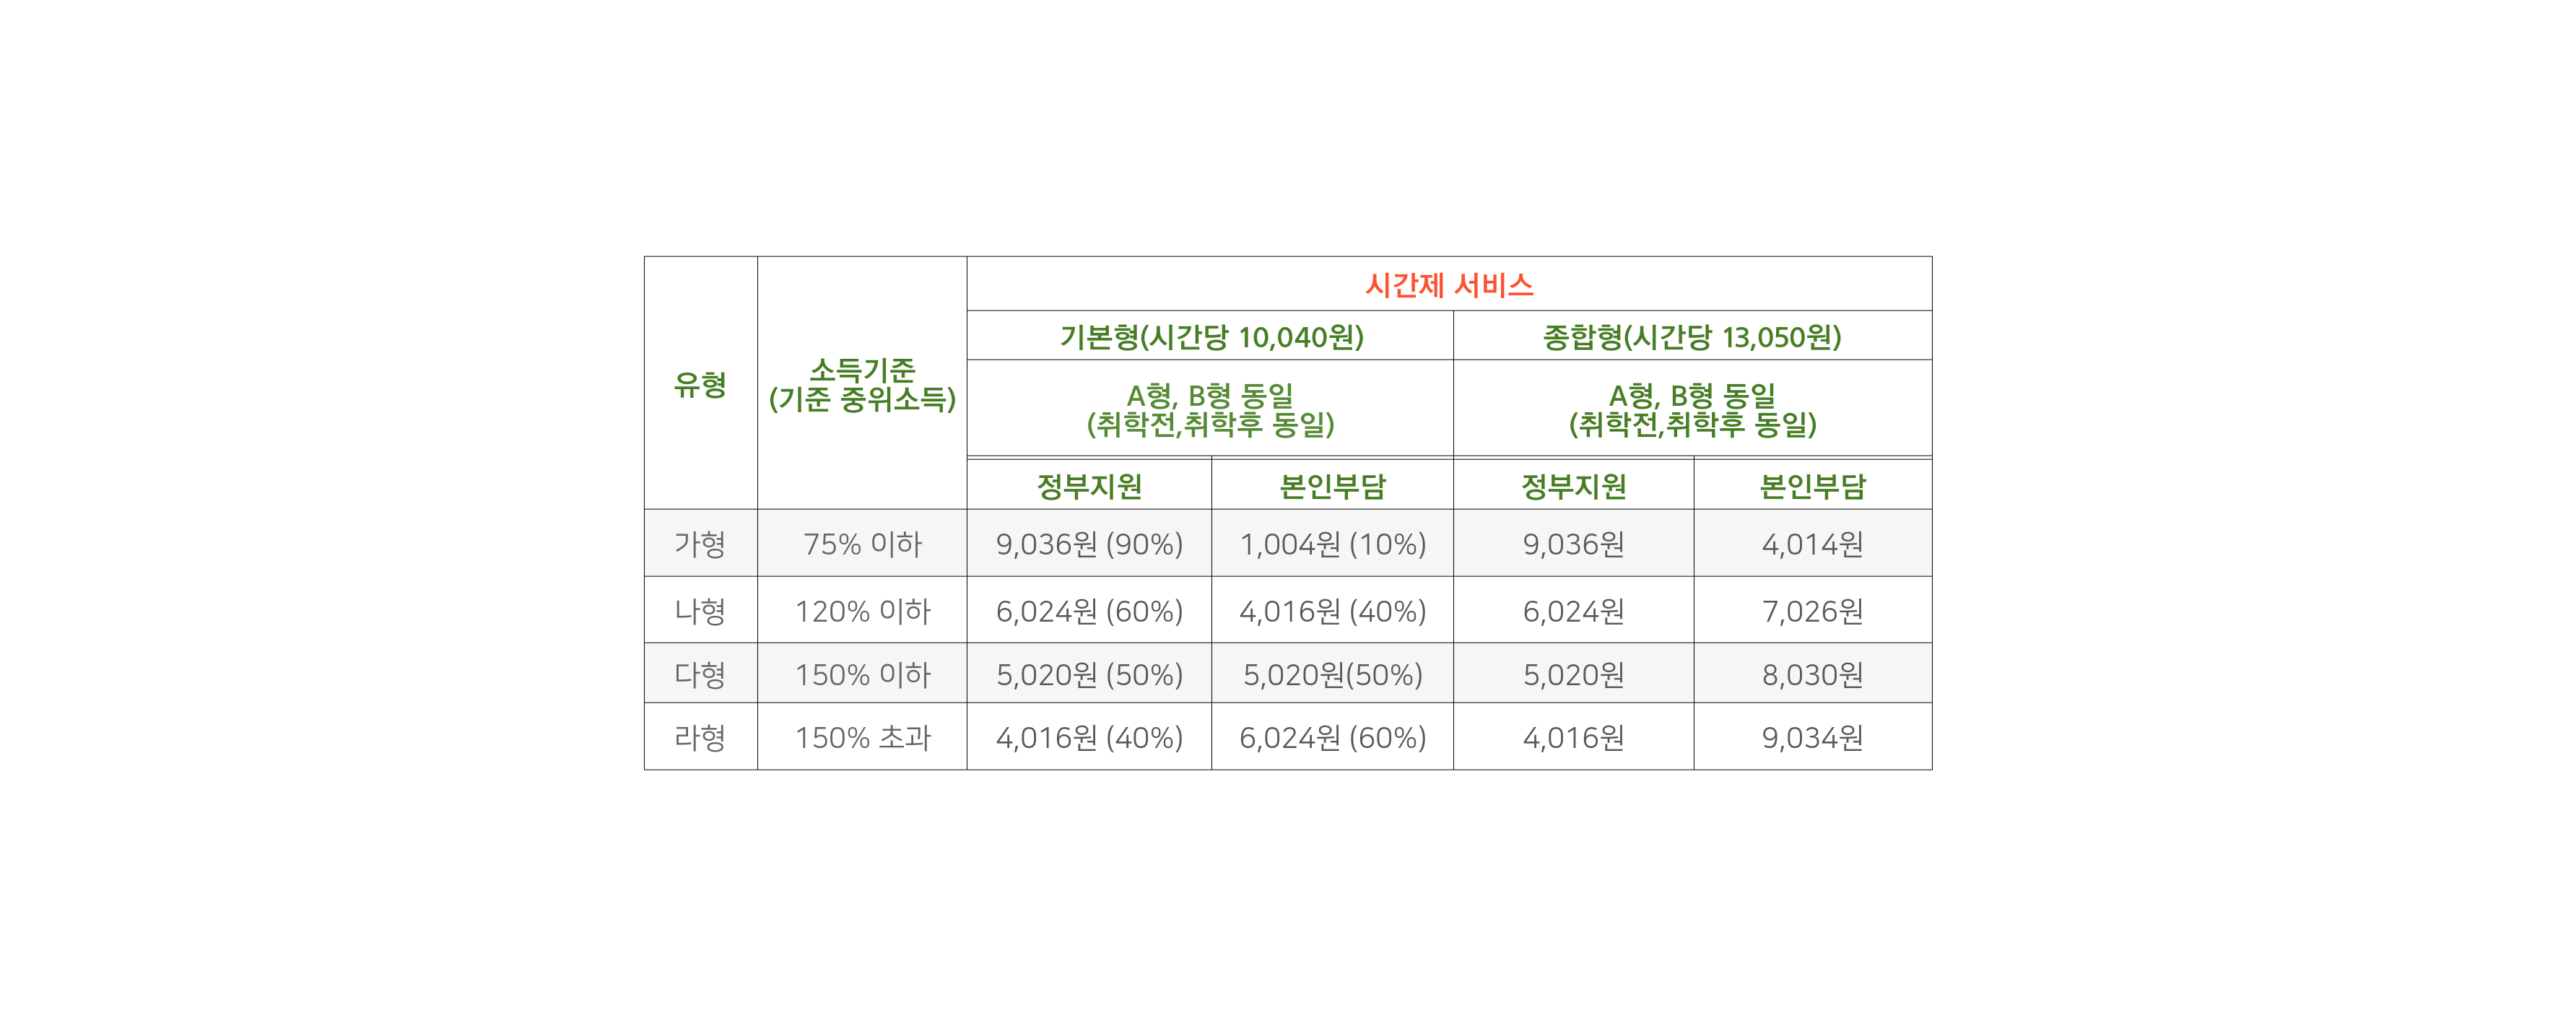 시간제 서비스
유형
소득기준
(기준 중위소득)
기본형(시간당 10,040원)
종합형(시간당 13,050원)
A형, B형 동일
(취학전,취학후 동일)
A형, B형 동일
(취학전,취학후 동일)
정부지원 본인부담 정부지원 본인부담
가형 75% 이하 9,036원 (90%) 1,004원 (10%) 9,036원 4,014원
나형 120% 이하 6,024원 (60%) 4,016원 (40%) 6,024원 7,026원
다형 150% 이하 5,020원 (50%) 5,020원(50%) 5,020원 8,030원
라형 150% 초과 4,016원 (40%) 6,024원 (60%) 4,016원 9,034원